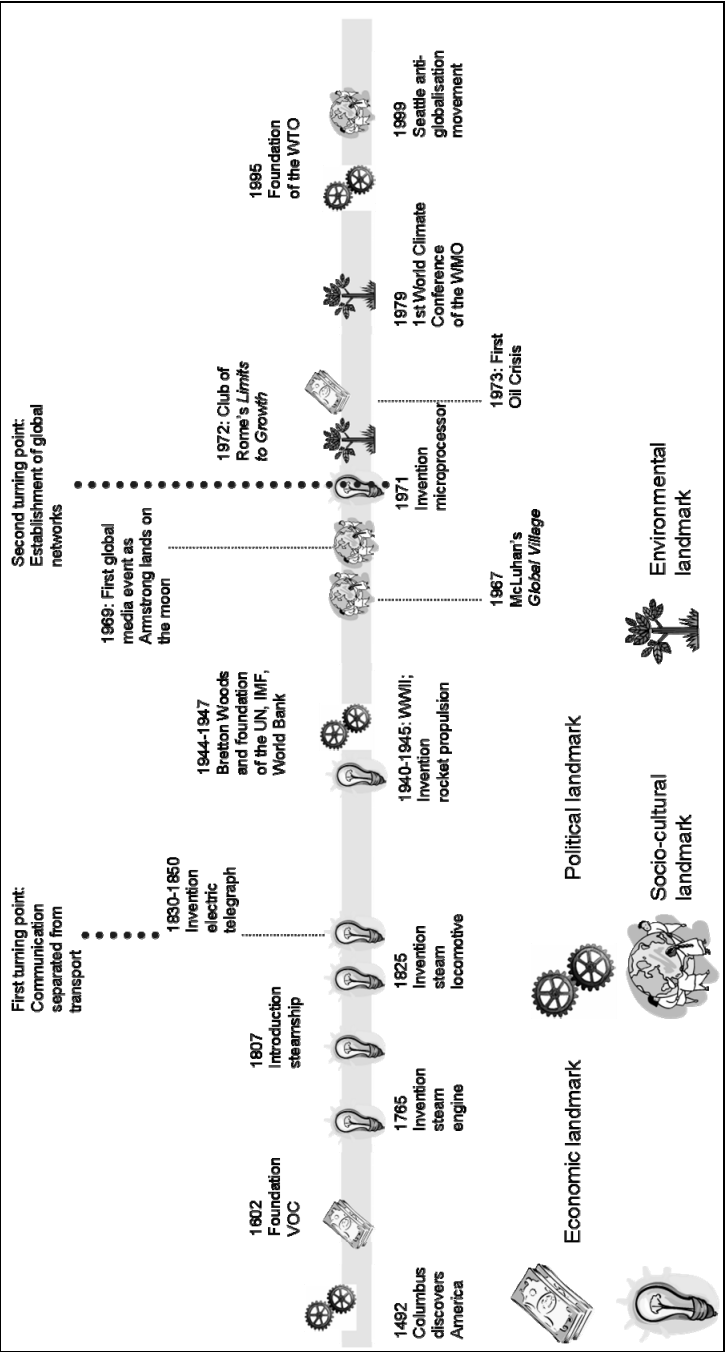 First turning point:
Communication
separated from
transport
Second turning point:
Establishment of global
networks
1602
Foundation
VOC
1807
Introduction
steamship
1830-1850
Invention
electric
telegraph
1944-1947
Bretton Woods
and foundation
of the UN, IMF,
World Bank
1969: First global
media event as
Armstrong lands on
the moon
1972: Club of
Rome's Limits
to Growth
1995
Foundation
of the WTO
1492
Columbus
discovers
America
1765
Invention
steam
engine
1825
Invention
steam
locomotive
1940-1945: WWII;
Invention
rocket propulsion
1967
McLuhan's
Global Village
1971
Invention
microprocessor
1973: First
Oil Crisis
1979
1st World Climate
Conference
of the WMO
1999
Seattle anti-
globalisation
movement
Economic landmark
Political landmark
Socio-cultural
landmark
Environmental
landmark